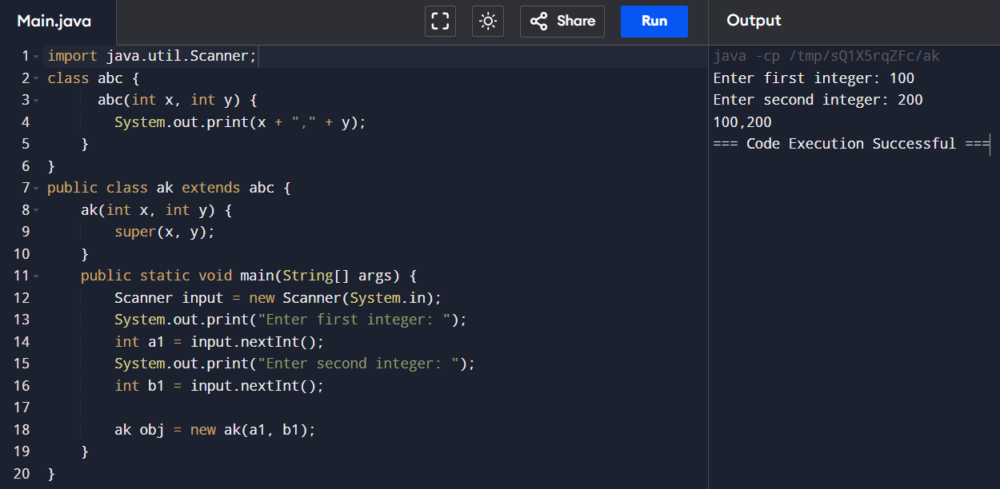 Main.java
Share
Run
Output
1 import java.util.Scanner;
2 class abc {
3 abc(int x, int y) {
4 System.out.print(x + "," + y);
5 }
6 }
7 public class ak extends abc {
8 ak(int x, int y) {
9 super(x, y);
10 }
11 public static void main(String[] args) {
12 Scanner input = new Scanner(System.in);
13 System.out.print("Enter first integer: ");
14 int a1 = input.nextInt();
15 System.out.print("Enter second integer: ");
16 int b1 = input.nextInt();
17
18 ak obj = new ak(a1, b1);
19 }
20 }
java -cp /tmp/sQ1X5rqZFc/ak
Enter first integer: 100
Enter second integer: 200
100,200
=== Code Execution Successful ===